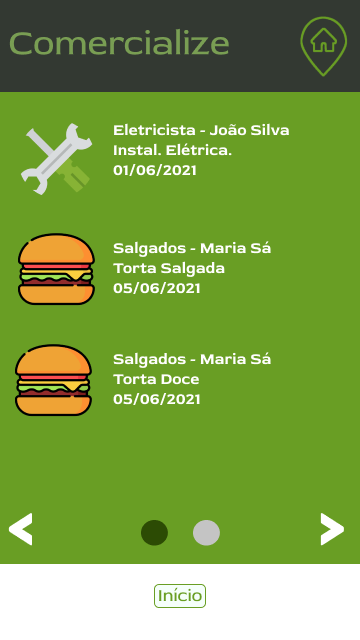 Comercialize
Eletricista - João Silva
Instal. Elétrica.
01/06/2021
Salgados - Maria Sá
Torta Salgada
05/06/2021
Salgados - Maria Sá
Torta Doce
05/06/2021
Início